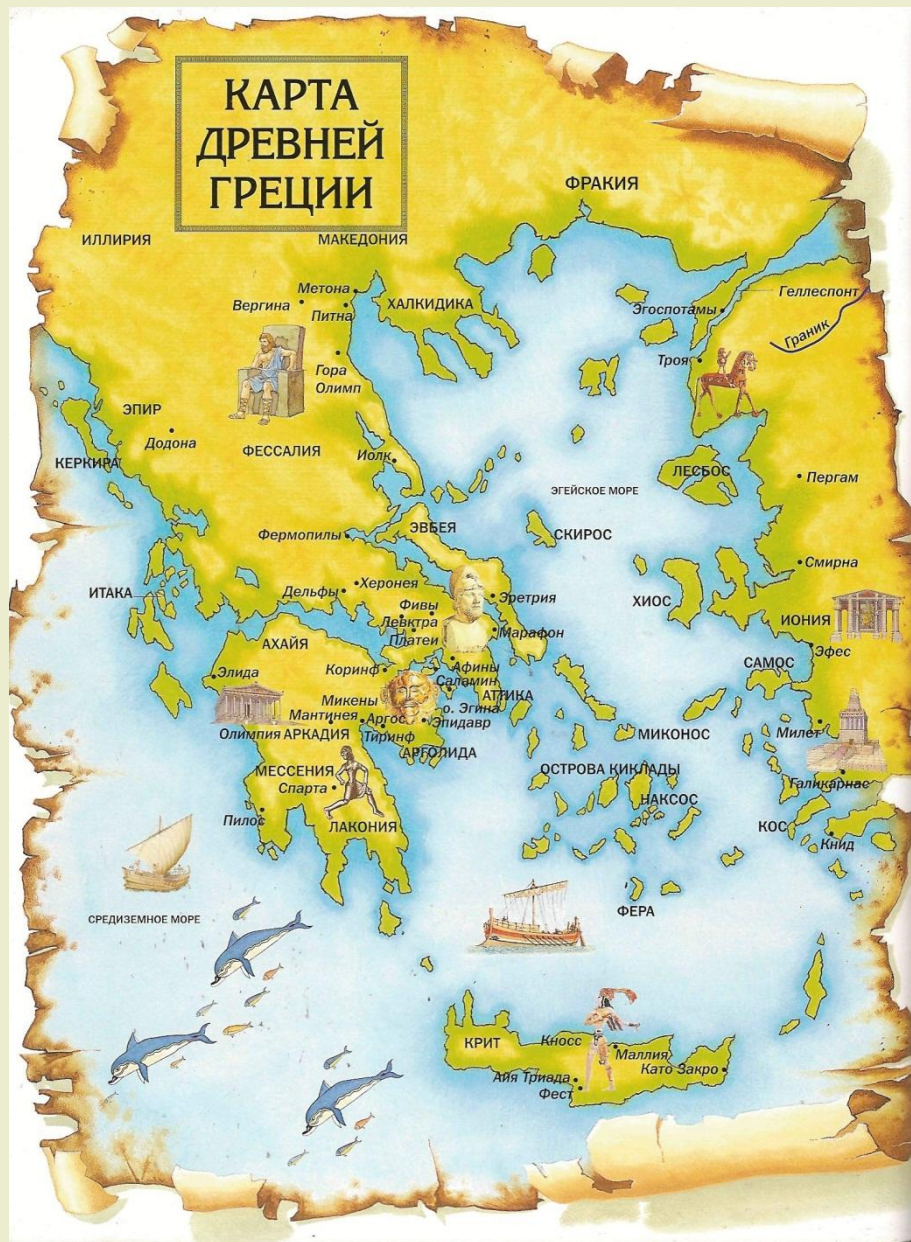 КАРТА
ДРЕВНЕЙ
ГРЕЦИИ
ФРАКИЯ
ИЛЛИРИЯ
МАКЕДОНИЯ
Метона
Вергина
Питна
ХАЛКИДИКА
Геллеспонт
Эгоспотамы
Граник
Троя
Гора
Олимп
ЭПИР
Додона
ФЕССАЛИЯ
Иолк
КЕРКИРА
ЛЕСБОС
Пергам
ЭГЕЙСКОЕ МОРЕ
ЭВБЕЯ
СКИРОС
Фермопилы
Смирна
ИТАКА
Херонея
Дельфы
Эретрия
ХИОС
Фивы
Левктра
Платеи
Марафон
ИОНИЯ
АХАЙЯ
Эфес
Коринф
Афины
САМОС
Элида
Саламин
АТТИКА
Микены
о. Эгина
Мантинея
Аргос
Эпидавр
Олимпия
АРКАДИЯ
Тиринф
МИКОНОС
Милет
АРГОЛИДА
МЕССЕНИЯ
ОСТРОВА КИКЛАДЫ
Спарта
Галикарнас
НАКСОС
Пилос
ЛАКОНИЯ
КОС
Книд
СРЕДИЗЕМНОЕ МОРЕ
ФЕРА
КРИТ
Кносс
Маллия
Като Закро
Айя Триада
Фест